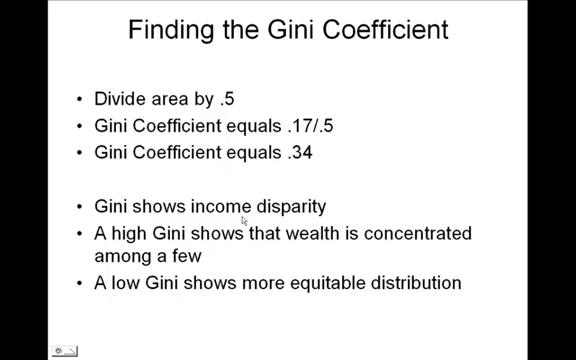 Finding the Gini Coefficient
• Divide area by .5
• Gini Coefficient equals .17/.5
• Gini Coefficient equals .34
• Gini shows income disparity
• A high Gini shows that wealth is concentrated
among a few
• A low Gini shows more equitable distribution